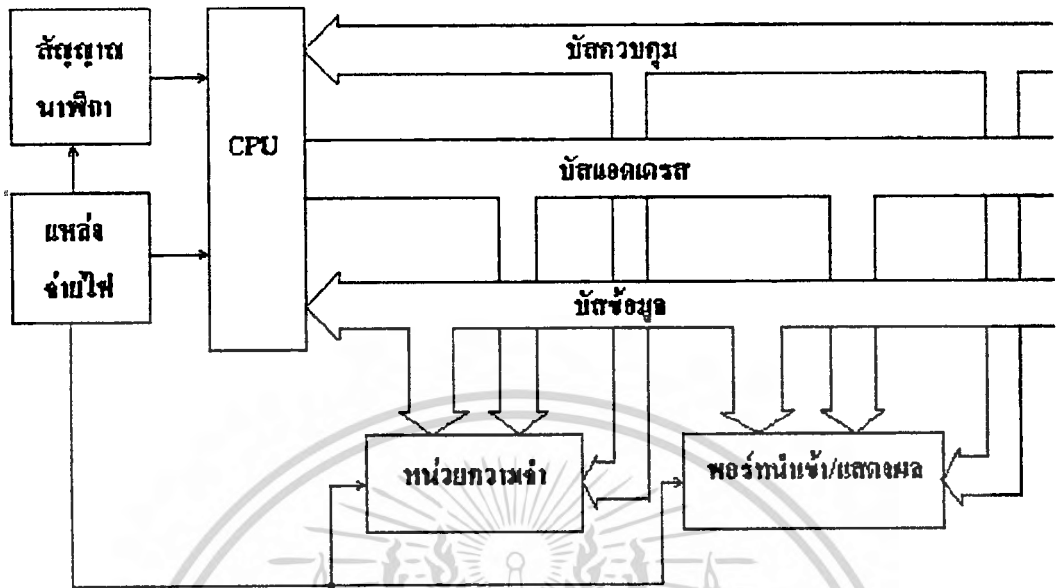 สัญญาณ
นาฬิกา
แหล่ง
จ่ายไฟ
CPU
บัสควบคุม
บัสแอดเดรส
บัสข้อมูล
หน่วยความจำ
พอร์ทนำเข้า/แสดงผล